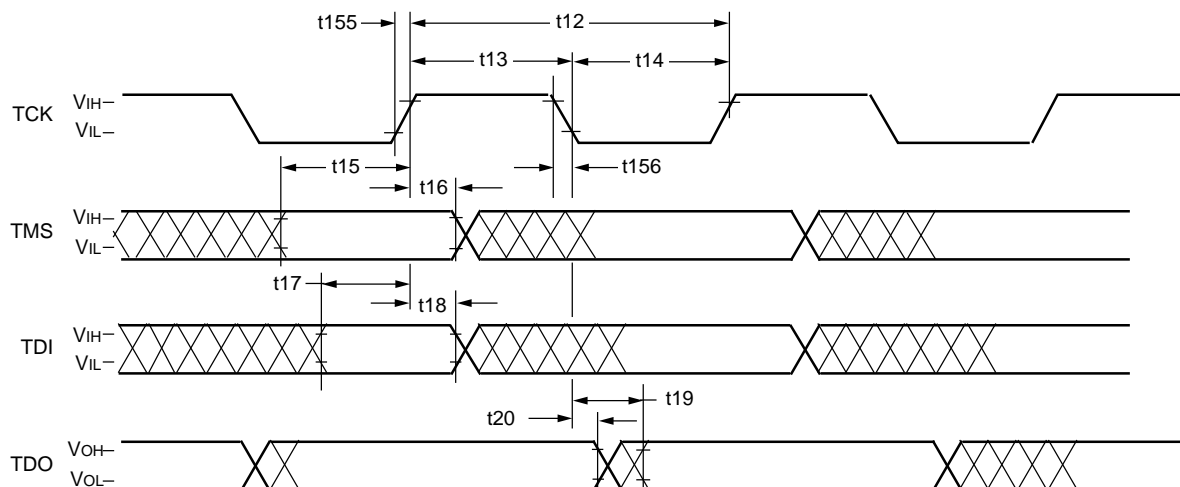 t155
t12
t13
t14
TCK
VIH
VIL
t15
t156
t16
TMS
VIH
VIL
t17
t18
TDI
VIH
VIL
t19
t20
TDO
VOH
VOL